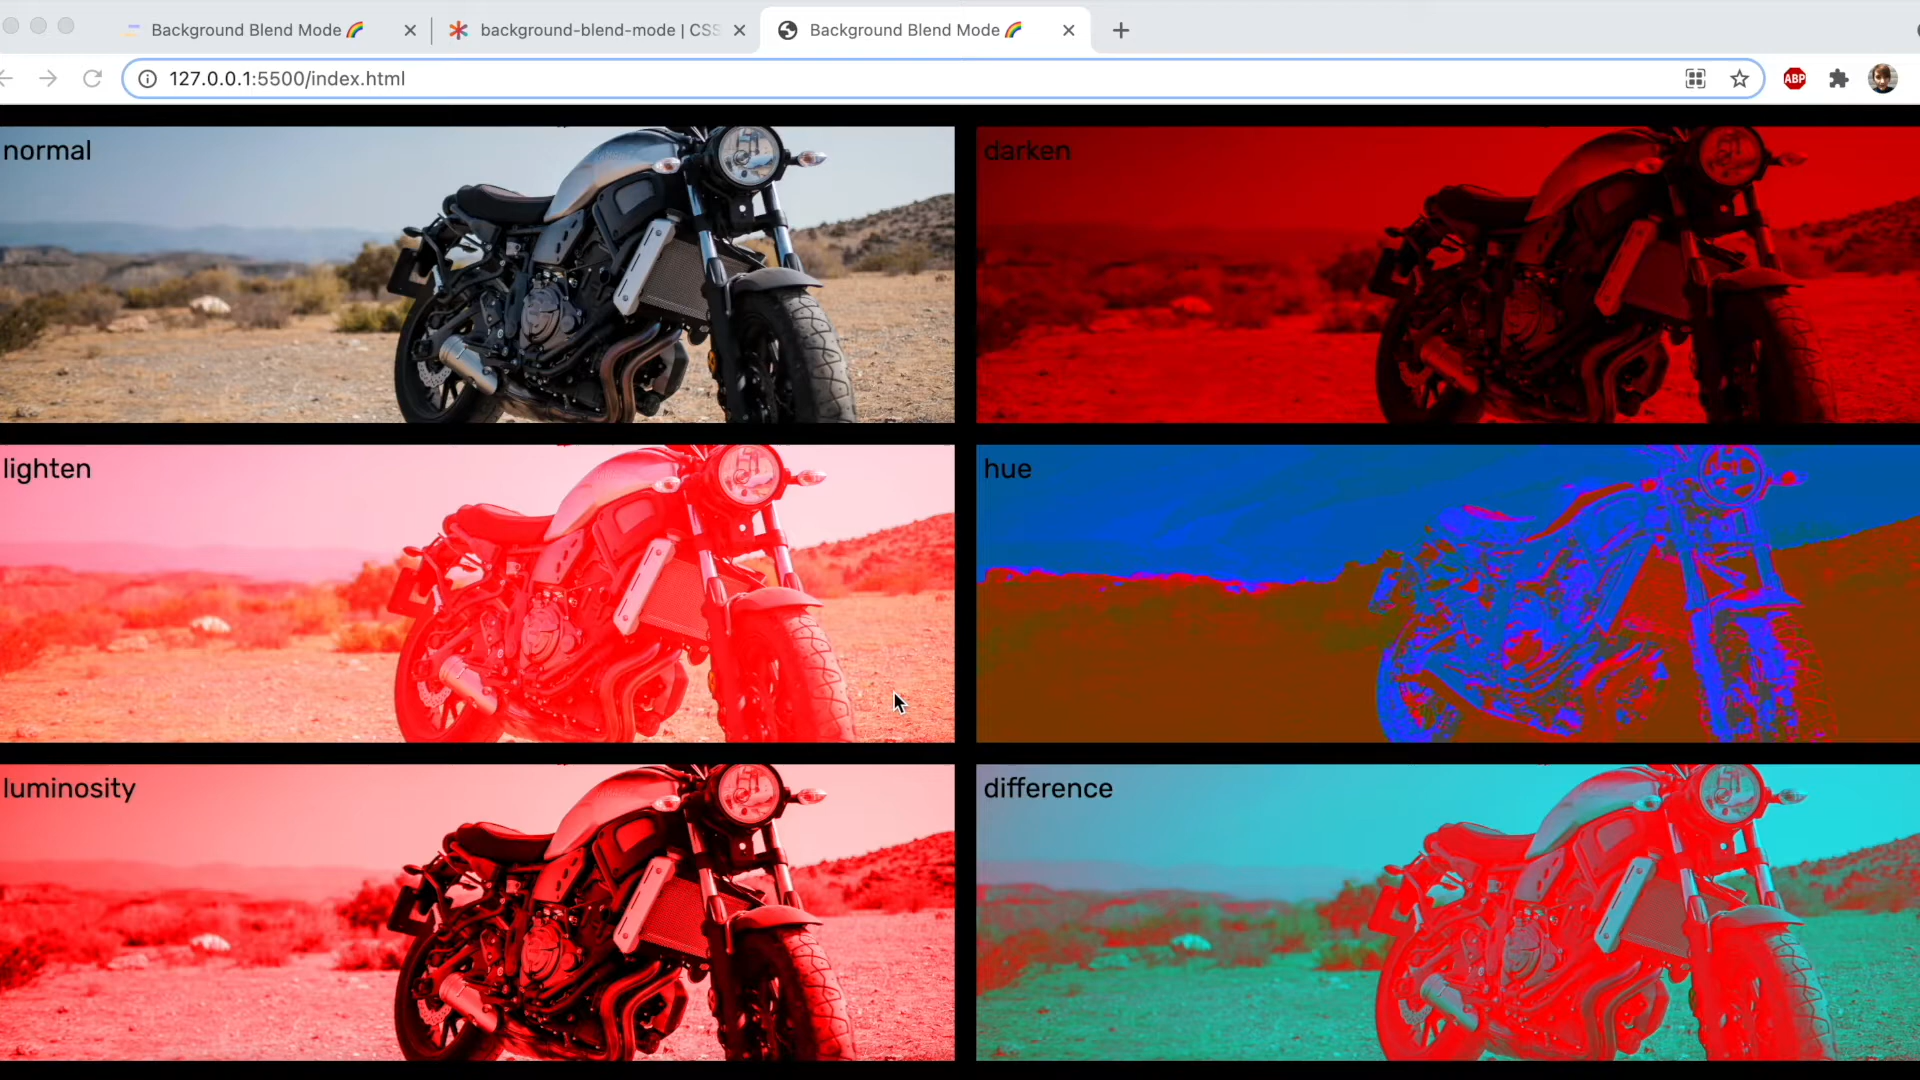 Background Blend Mode 🌈
background-blend-mode | CSS
Background Blend Mode 🌈
127.0.0.1:5500/index.html
ABP
normal
darken
lighten
hue
luminosity
difference